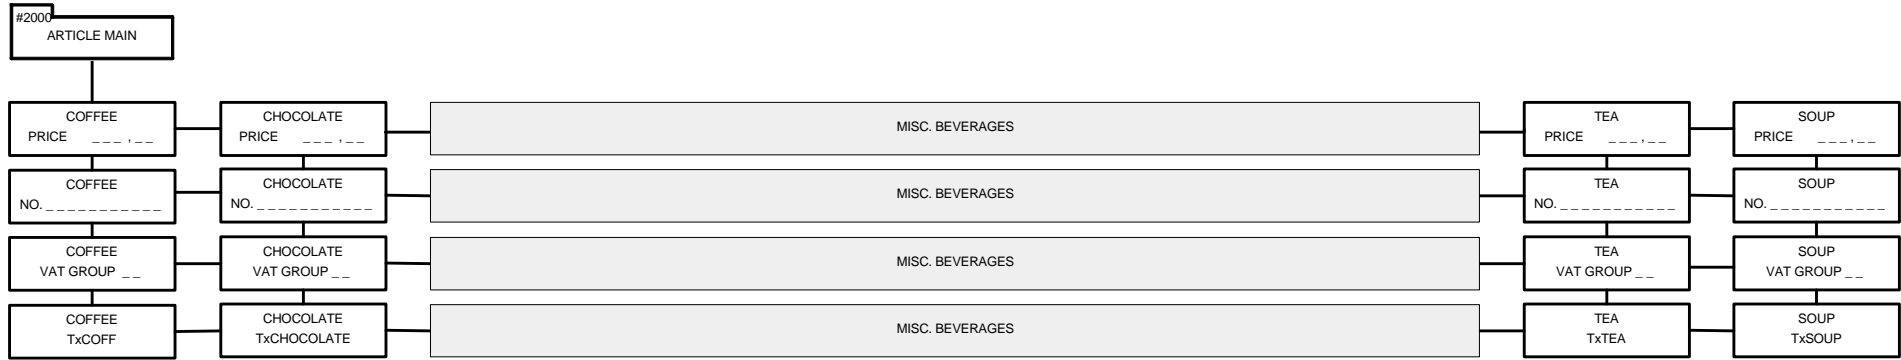 #2000
ARTICLE MAIN
COFFEE
PRICE _ _ _ , _ _
CHOCOLATE
PRICE _ _ _ , _ _
MISC. BEVERAGES
TEA
PRICE _ _ _ , _ _
SOUP
PRICE _ _ _ , _ _
COFFEE
NO. _ _ _ _ _ _ _ _ _ _ _
CHOCOLATE
NO. _ _ _ _ _ _ _ _ _ _ _
MISC. BEVERAGES
TEA
NO. _ _ _ _ _ _ _ _ _ _ _
SOUP
NO. _ _ _ _ _ _ _ _ _ _ _
COFFEE
VAT GROUP _ _
CHOCOLATE
VAT GROUP _ _
MISC. BEVERAGES
TEA
VAT GROUP _ _
SOUP
VAT GROUP _ _
COFFEE
TxCOFF
CHOCOLATE
TxCHOCOLATE
MISC. BEVERAGES
TEA
TxTEA
SOUP
TxSOUP